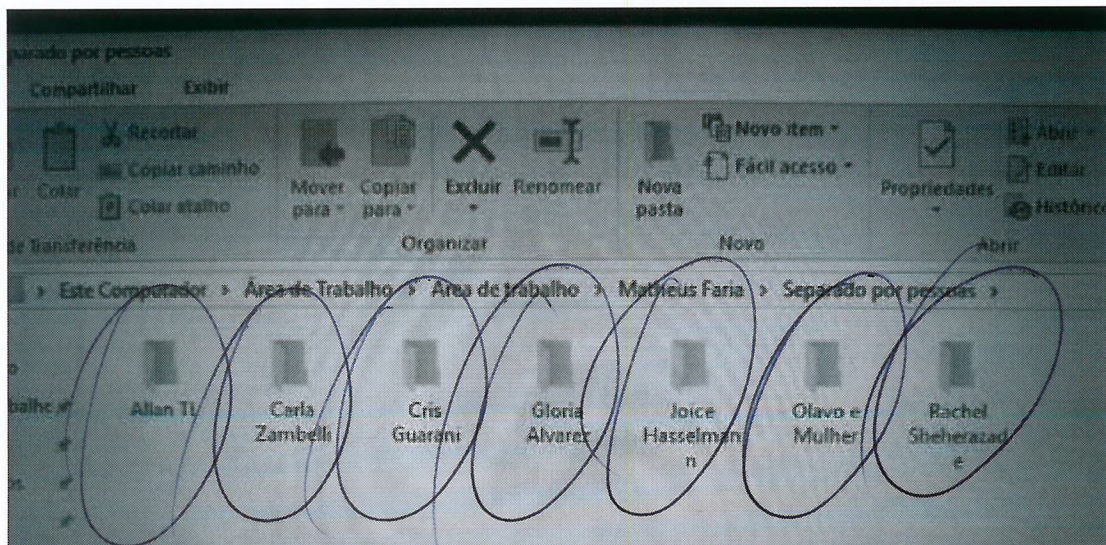 parado por pessoas
Compartilhar Exibir
Recortar
Copiar caminho
Colar atalho
Colar
Mover para
Copiar para
Excluir
Renomear
Nova pasta
Novo item
Fácil acesso
Propriedades
Abrir
Editar
Histórico
de Transferência
Organizar
Novo
Abrir
Este Computador > Área de Trabalho > Área de trabalho > Matheus Faria > Separado por pessoas >
Allan TL
Carla
Zambelli
Cris
Guarani
Gloria
Alvarez
Joice
Hasselman
n
Olavo e
Mulher
Rachel
Sheherazad
e